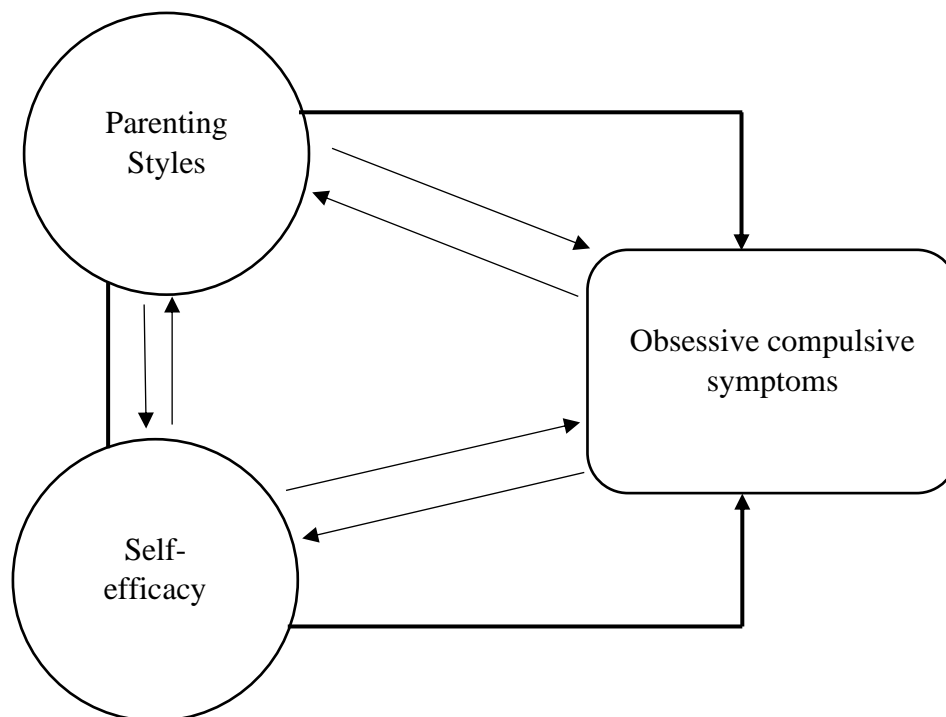 Parenting
Styles
Obsessive compulsive
symptoms
Self-
efficacy